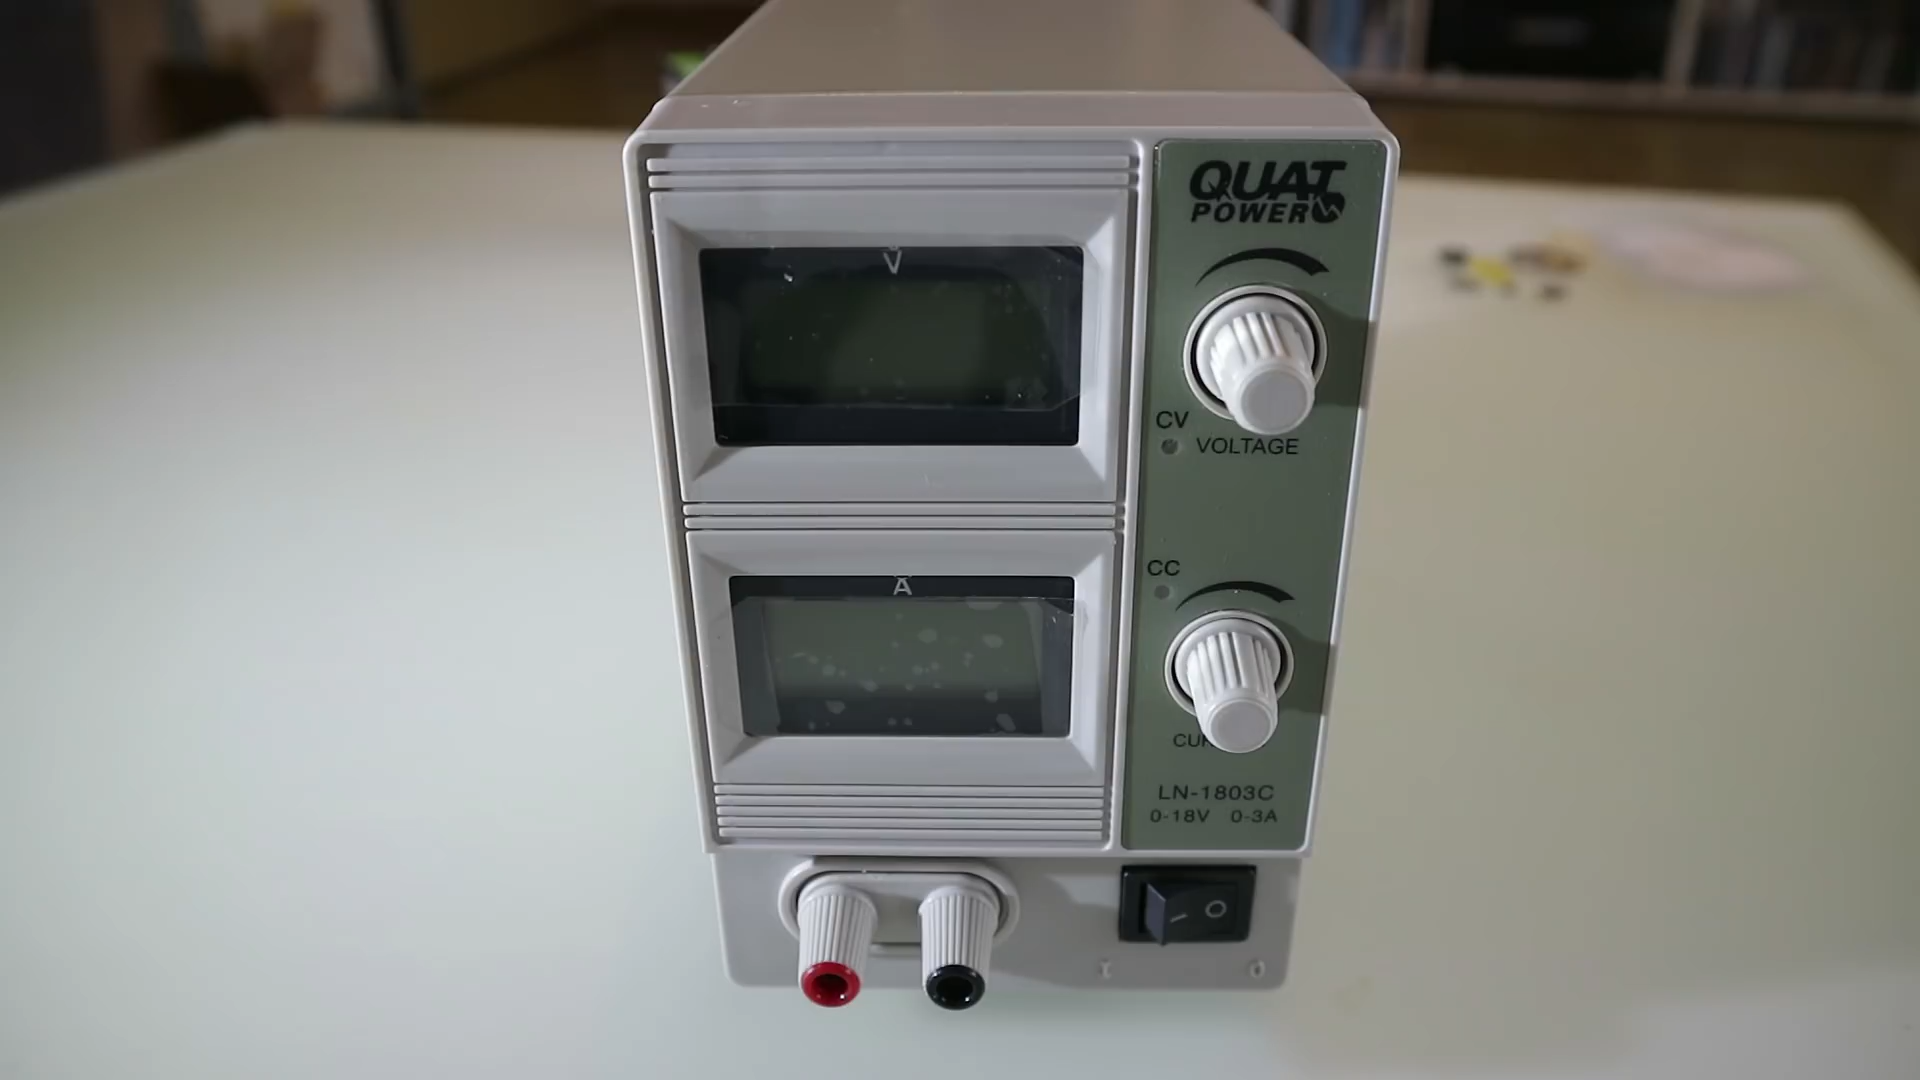 V
QUAT
POWER
CV
VOLTAGE
A
CC
LN-1803C
0-18V 0-3A
I O